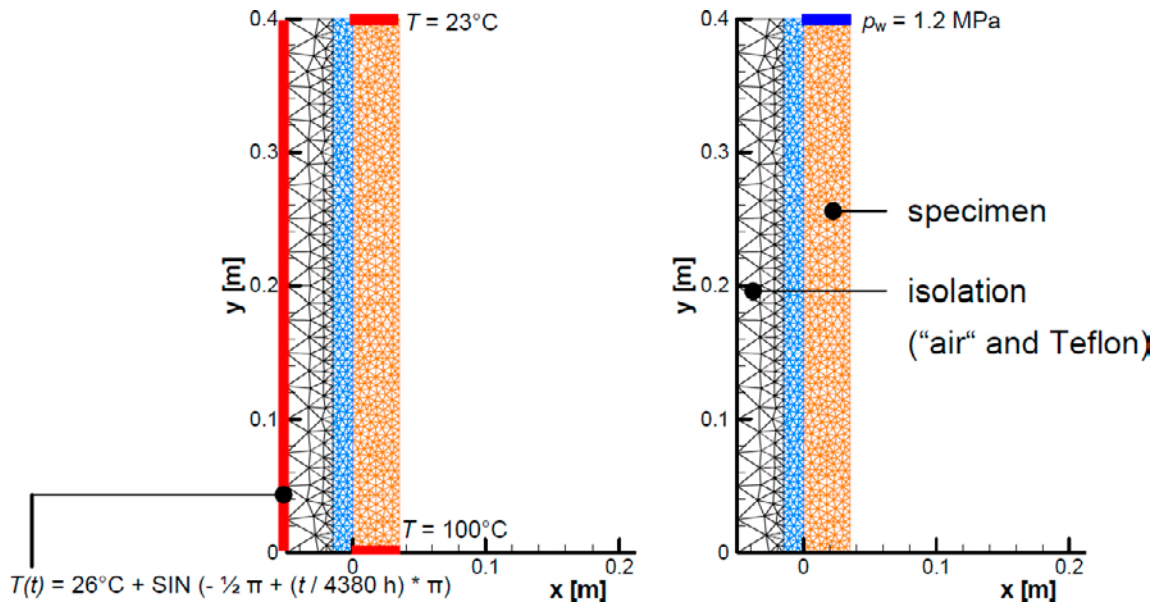 0.4
T = 23°C
0.3
y [m]
0.2
0.1
T = 100°C
0
0
0.1
0.2
x [m]
T(t) = 26°C + SIN (- ½ π + (t / 4380 h) * π)
0.4
p_w = 1.2 MPa
0.3
specimen
y [m]
0.2
isolation
("air" and Teflon)
0.1
0
0
0.1
0.2
x [m]